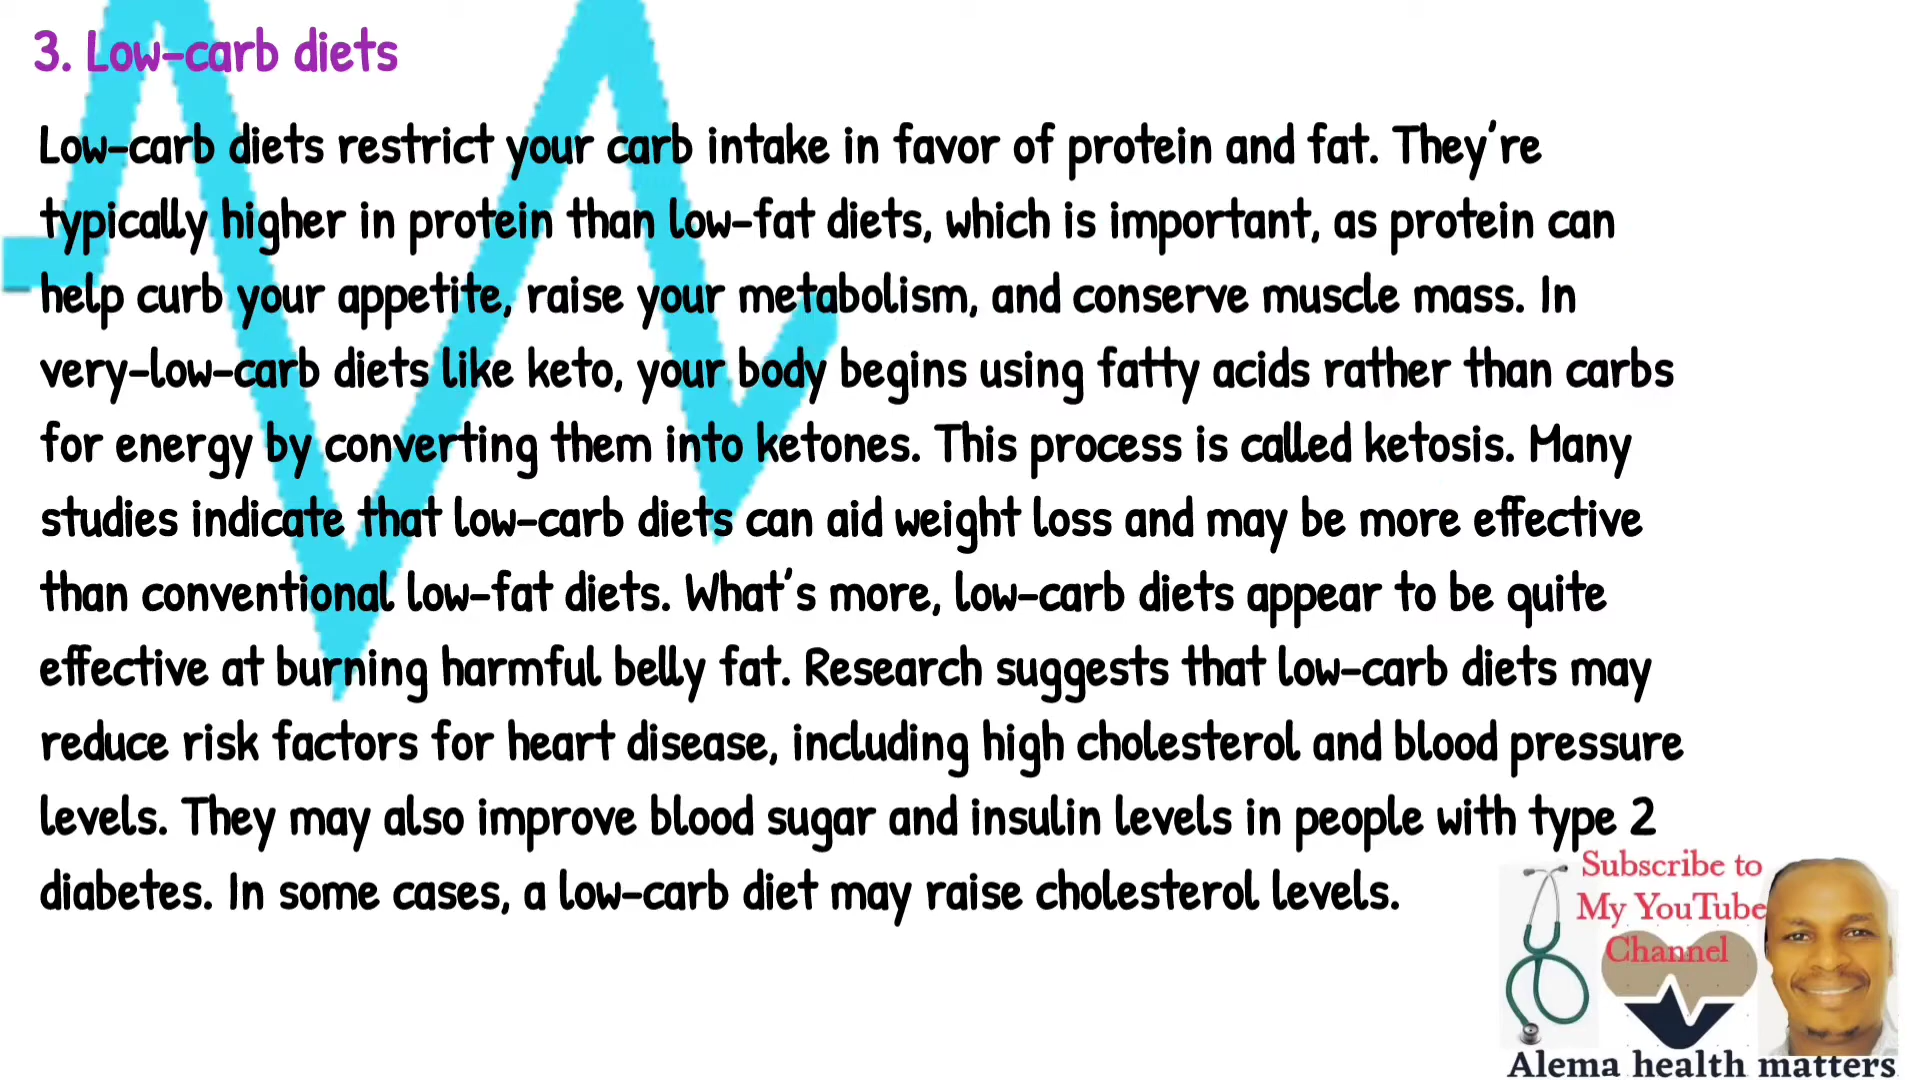 3. Low-carb diets
Low-carb diets restrict your carb intake in favor of protein and fat. They're
typically higher in protein than low-fat diets, which is important, as protein can
help curb your appetite, raise your metabolism, and conserve muscle mass. In
very-low-carb diets like keto, your body begins using fatty acids rather than carbs
for energy by converting them into ketones. This process is called ketosis. Many
studies indicate that low-carb diets can aid weight loss and may be more effective
than conventional low-fat diets. What's more, low-carb diets appear to be quite
effective at burning harmful belly fat. Research suggests that low-carb diets may
reduce risk factors for heart disease, including high cholesterol and blood pressure
levels. They may also improve blood sugar and insulin levels in people with type 2
diabetes. In some cases, a low-carb diet may raise cholesterol levels.
Subscribe to
My YouTube
Channel
Alema health matters